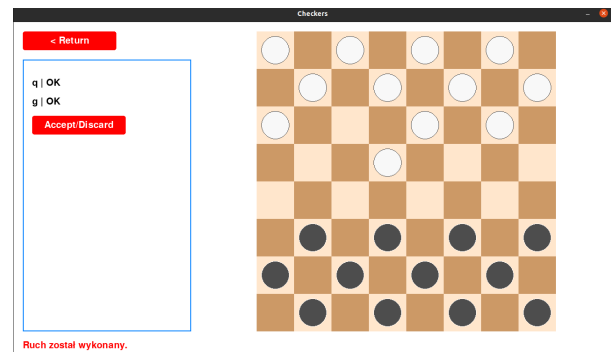 Checkers
< Return
q | OK
g | OK
Accept/Discard
Ruch został wykonany.